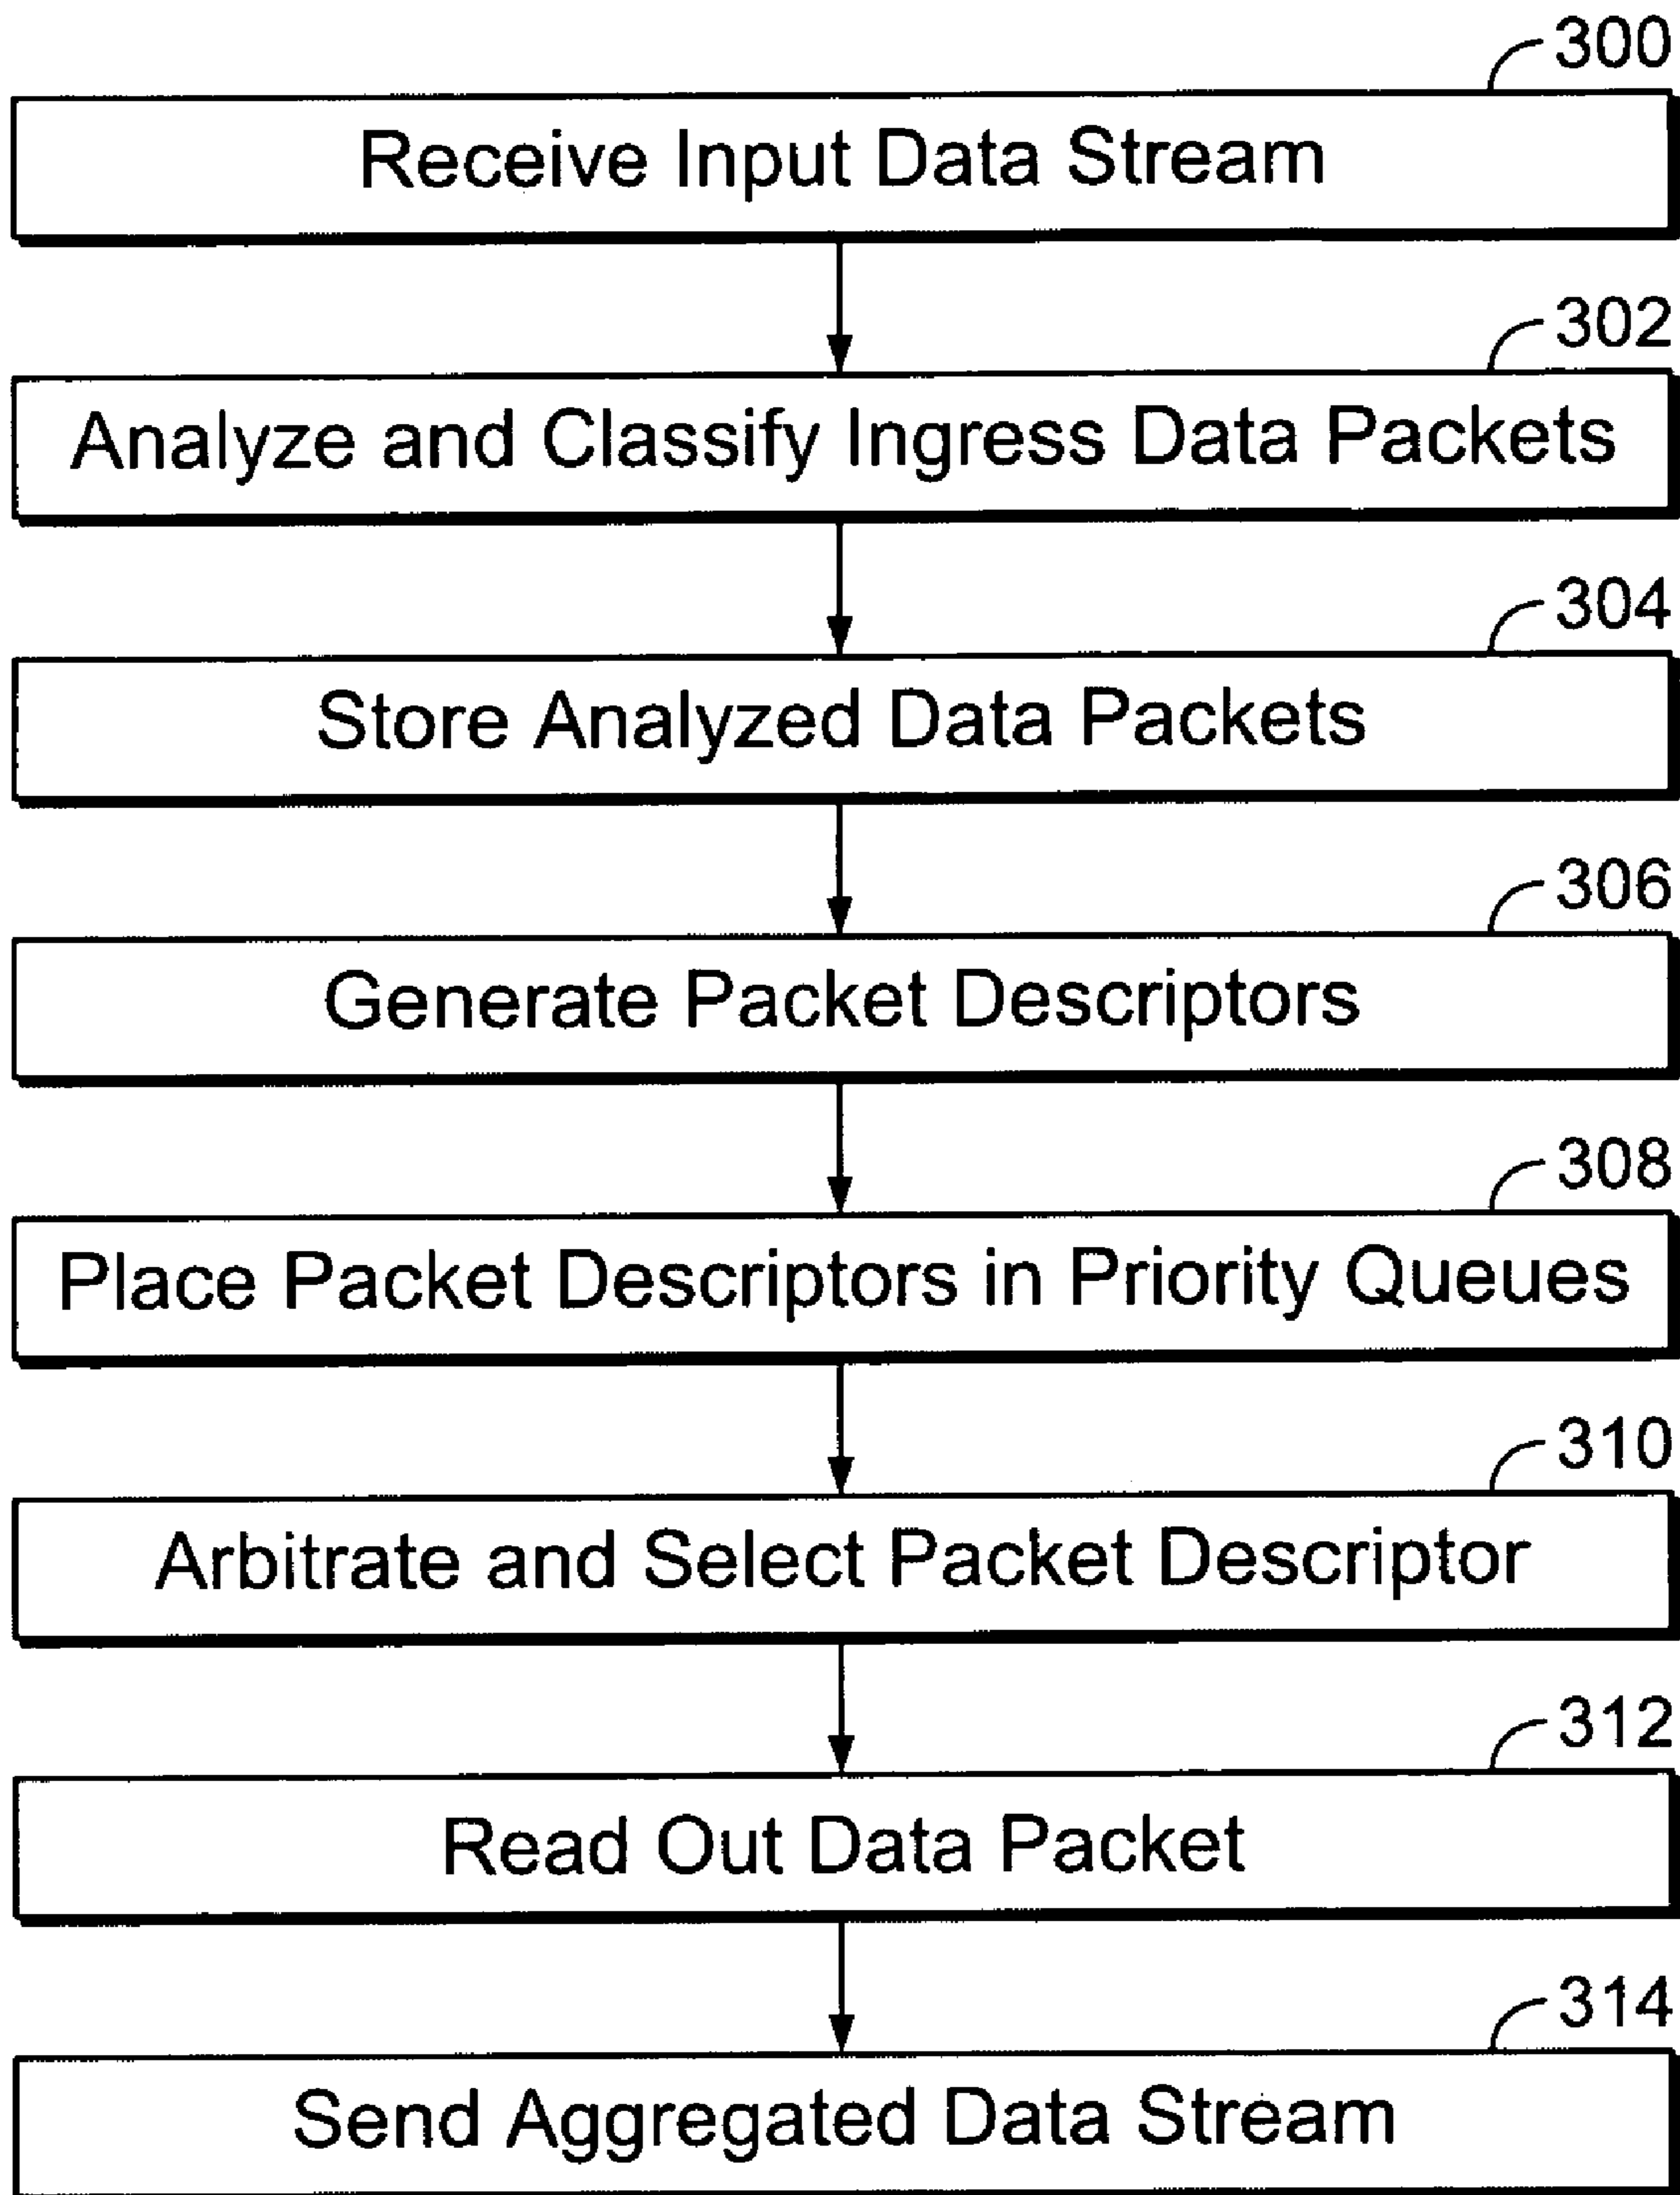 300
Receive Input Data Stream
302
Analyze and Classify Ingress Data Packets
304
Store Analyzed Data Packets
306
Generate Packet Descriptors
308
Place Packet Descriptors in Priority Queues
310
Arbitrate and Select Packet Descriptor
312
Read Out Data Packet
314
Send Aggregated Data Stream